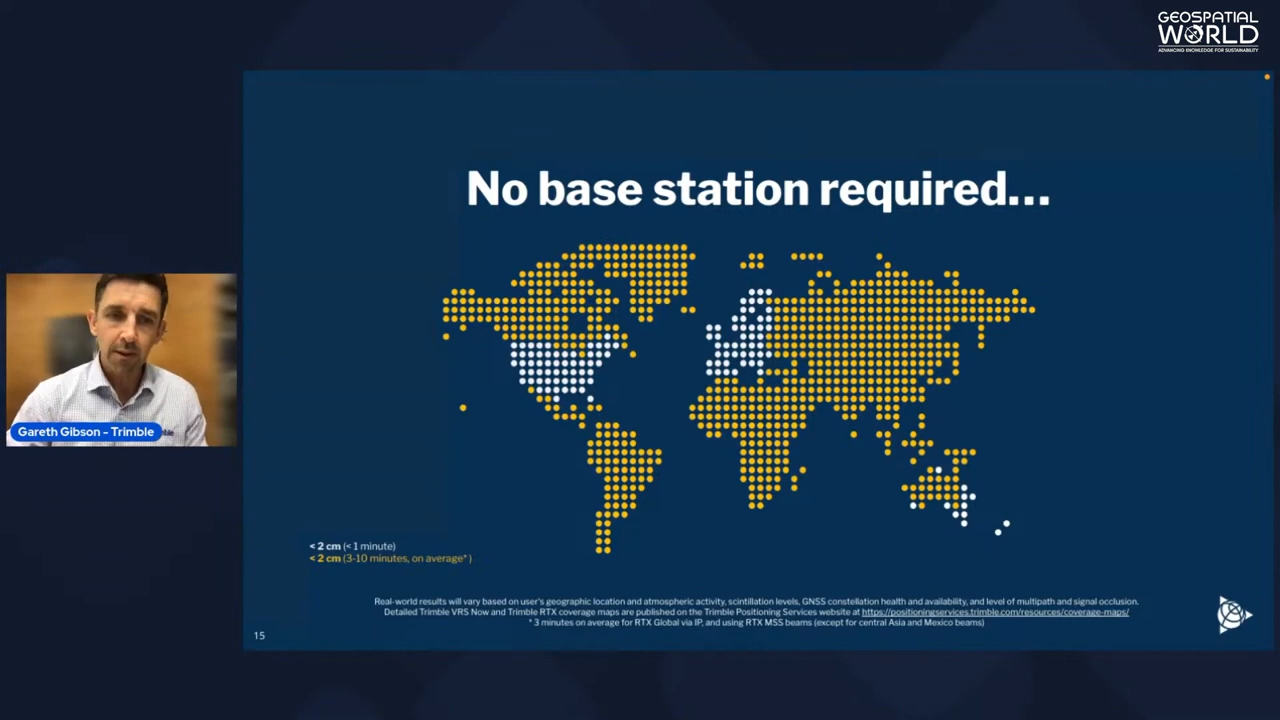 GEOSPATIAL
WORLD
ADVANCING KNOWLEDGE FOR SUSTAINABILITY
No base station required...
Gareth Gibson - Trimble
< 2 cm (< 1 minute)
< 2 cm (3-10 minutes, on average* )
Real-world results will vary based on user's geographic location and atmospheric activity, scintillation levels, GNSS constellation health and availability, and level of multipath and signal occlusion.
Detailed Trimble VRS Now and Trimble RTX coverage maps are published on the Trimble Positioning Services website at https://positioningservices.trimble.com/resources/coverage-maps/
* 3 minutes on average for RTX Global via IP, and using RTX MSS beams (except for central Asia and Mexico beams)
15